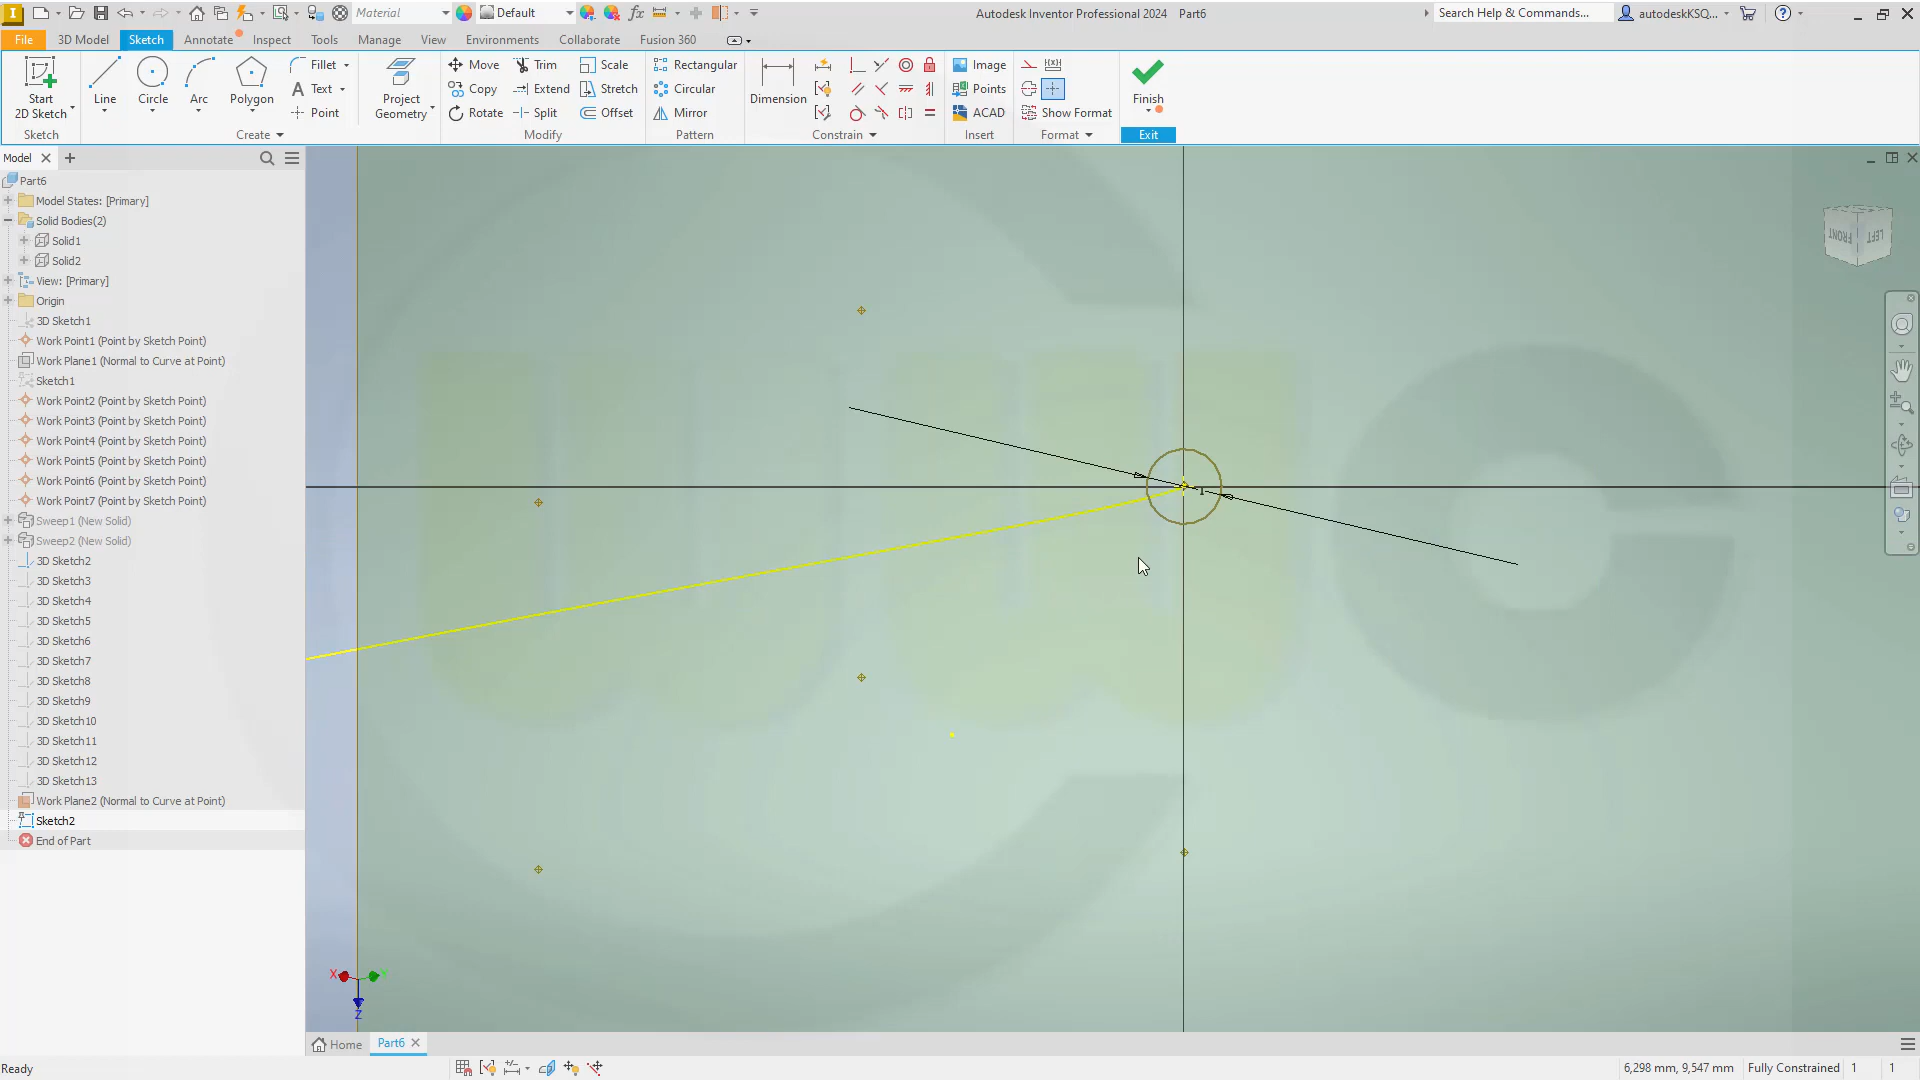 Material
Default
Autodesk Inventor Professional 2024 Part6
Search Help & Commands...
autodeskKSQ...
File 3D Model Sketch Annotate Inspect Tools Manage View Environments Collaborate Fusion 360
Start
2D Sketch
Line
Circle
Arc
Polygon
Fillet
Text
Point
Project
Geometry
Move
Copy
Rotate
Trim
Extend
Split
Scale
Stretch
Offset
Rectangular
Circular
Mirror
Dimension
Image
Points
ACAD
Show Format
Finish
Sketch Create Modify Pattern Constrain Insert Format Exit
Model
Part6
Model States: [Primary]
Solid Bodies(2)
Solid1
Solid2
View: [Primary]
Origin
3D Sketch1
Work Point1 (Point by Sketch Point)
Work Plane1 (Normal to Curve at Point)
Sketch1
Work Point2 (Point by Sketch Point)
Work Point3 (Point by Sketch Point)
Work Point4 (Point by Sketch Point)
Work Point5 (Point by Sketch Point)
Work Point6 (Point by Sketch Point)
Work Point7 (Point by Sketch Point)
Sweep1 (New Solid)
Sweep2 (New Solid)
3D Sketch2
3D Sketch3
3D Sketch4
3D Sketch5
3D Sketch6
3D Sketch7
3D Sketch8
3D Sketch9
3D Sketch10
3D Sketch11
3D Sketch12
3D Sketch13
Work Plane2 (Normal to Curve at Point)
Sketch2
End of Part
FRONT LEFT
1
X Y
Z
Home Part6
Ready
6,298 mm, 9,547 mm Fully Constrained 1 1